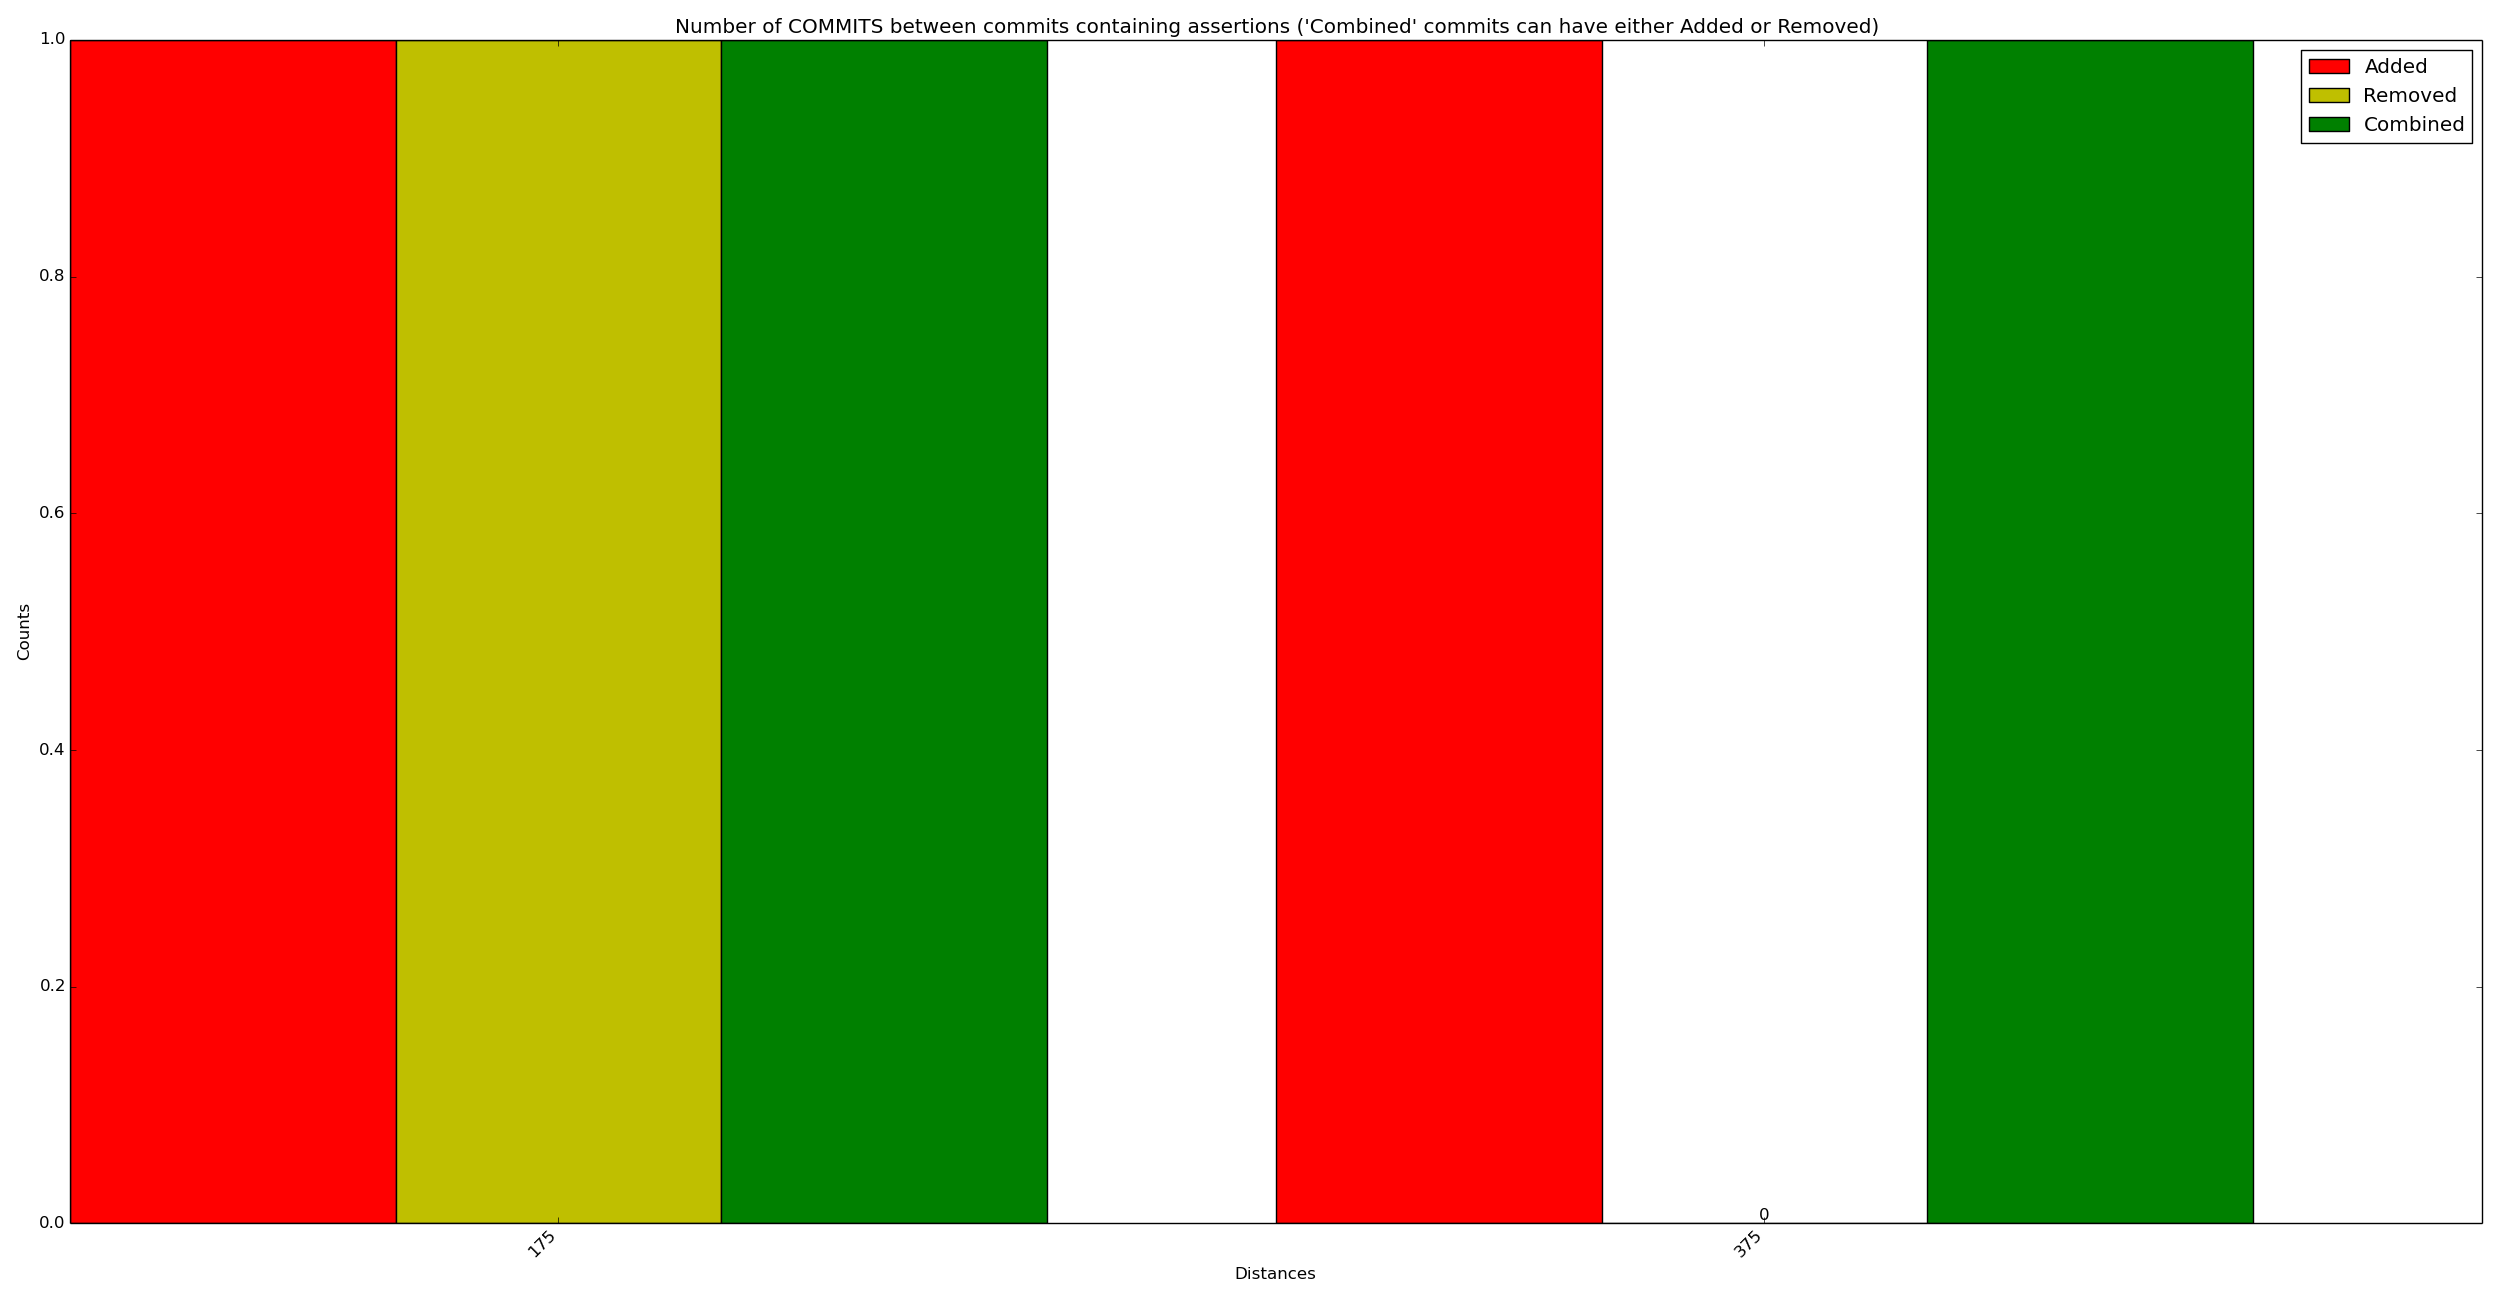 Number of COMMITS between commits containing assertions ('Combined' commits can have either Added or Removed)
Added
Removed
Combined
1.0
0.8
0.6
0.4
0.2
0.0
Counts
0
175
375
Distances